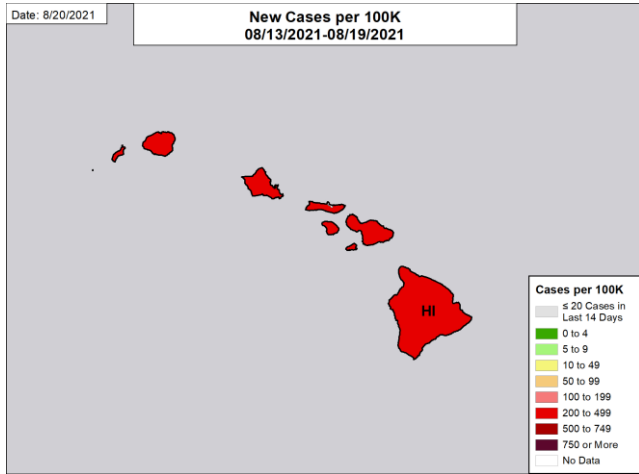 Date: 8/20/2021
New Cases per 100K
08/13/2021-08/19/2021
HI
Cases per 100K
≤ 20 Cases in
Last 14 Days
0 to 4
5 to 9
10 to 49
50 to 99
100 to 199
200 to 499
500 to 749
750 or More
No Data